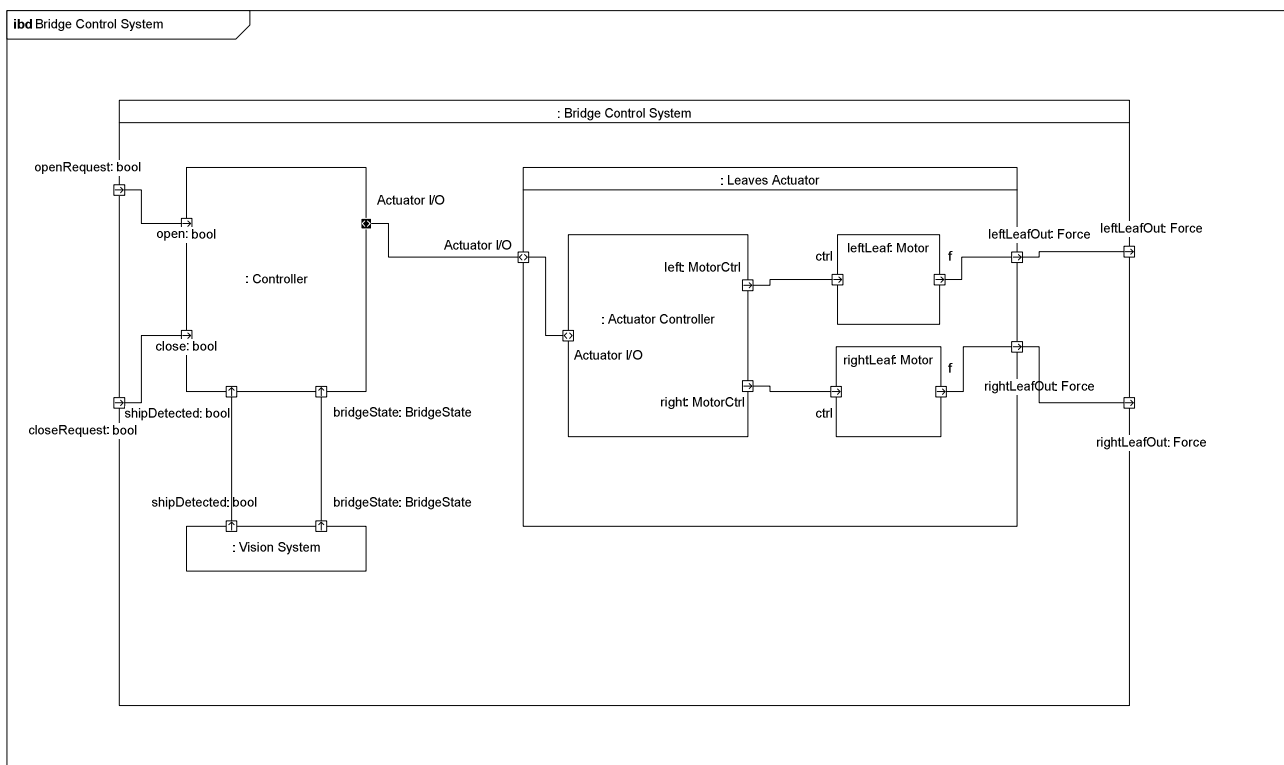 ibd Bridge Control System
: Bridge Control System
openRequest: bool
open: bool
: Controller
close: bool
closeRequest: bool
shipDetected: bool
bridgeState: BridgeState
shipDetected: bool
bridgeState: BridgeState
: Vision System
Actuator I/O
Actuator I/O
: Leaves Actuator
left: MotorCtrl
: Actuator Controller
Actuator I/O
right: MotorCtrl
ctrl
leftLeaf: Motor
f
leftLeafOut: Force
leftLeafOut: Force
rightLeaf: Motor
f
ctrl
rightLeafOut: Force
rightLeafOut: Force